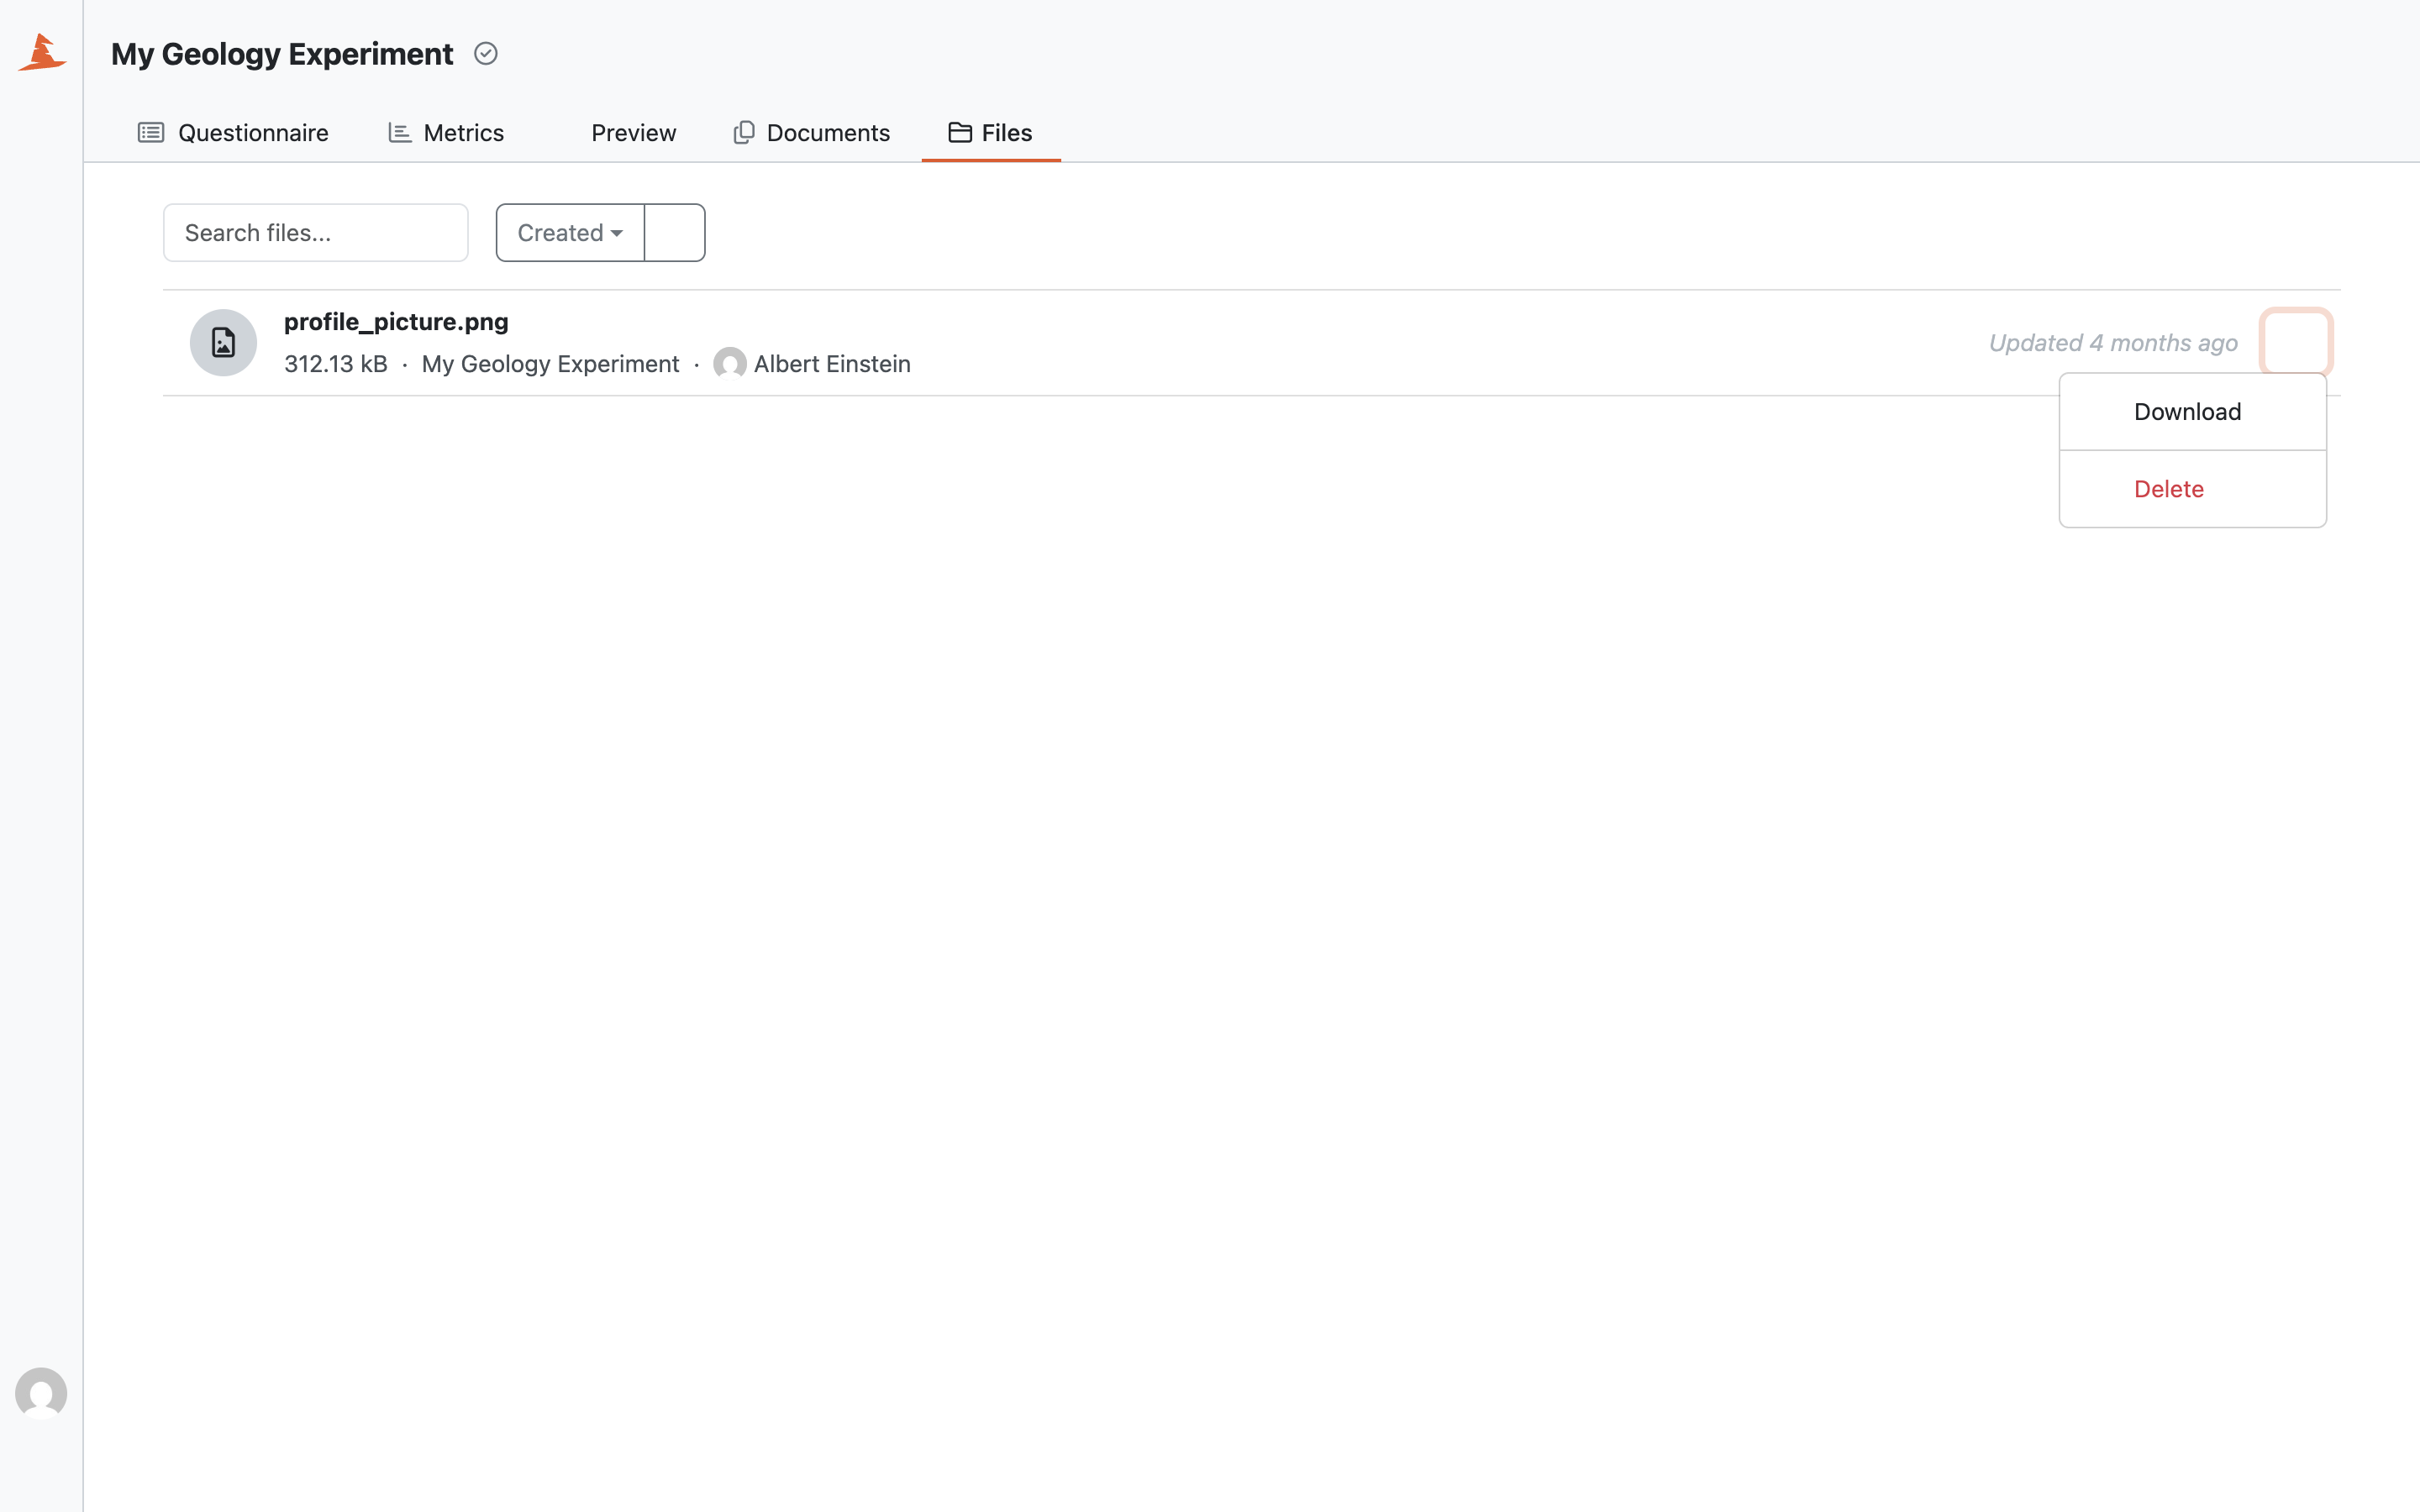 My Geology Experiment
Questionnaire Metrics Preview Documents Files
Search files... Created
profile_picture.png
312.13 kB · My Geology Experiment · Albert Einstein
Updated 4 months ago
Download
Delete